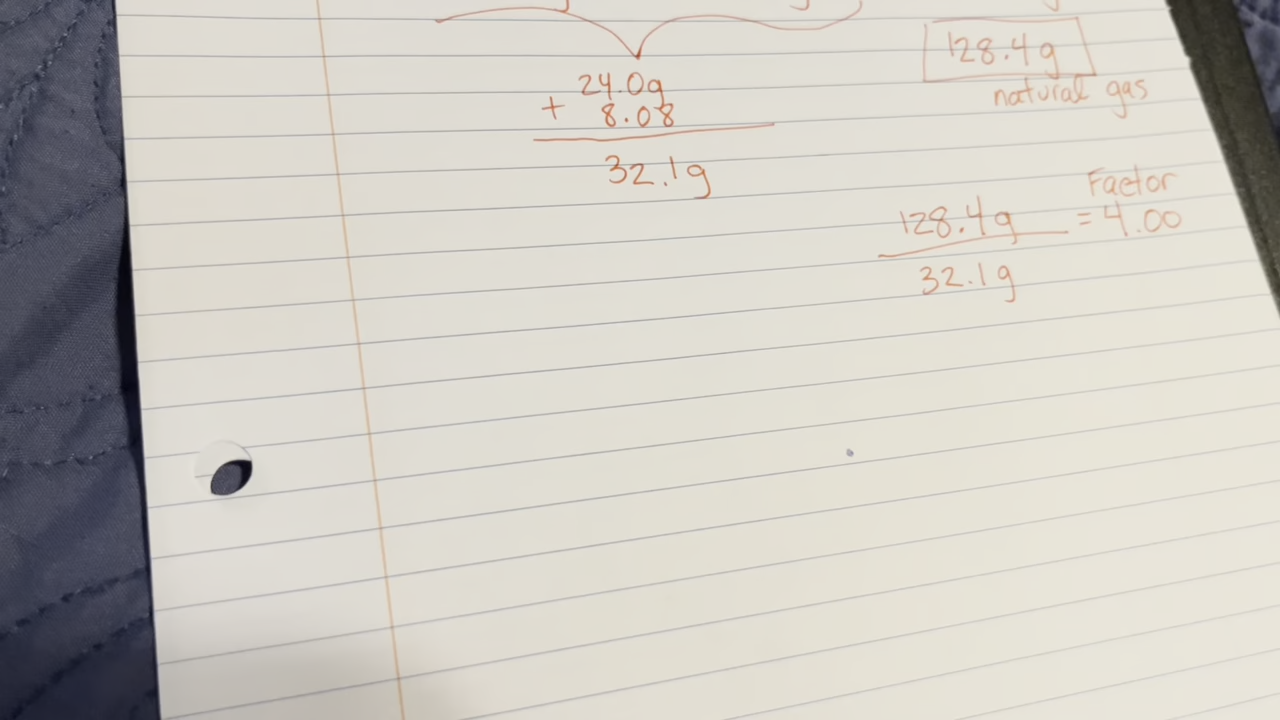 24.0g
+ 8.08
32.1g
128.4g
natural gas
Factor
128.4g = 4.00
32.1g